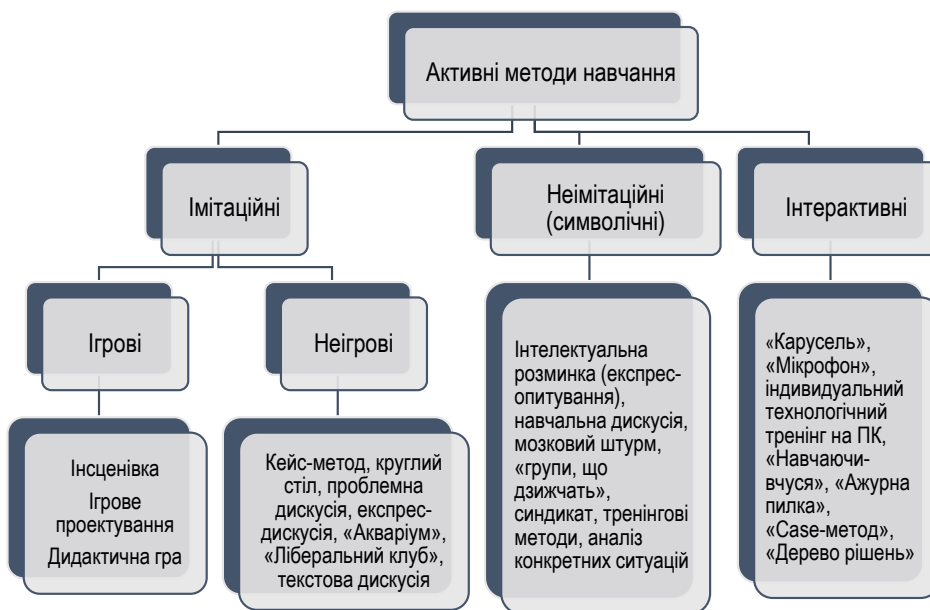 Активні методи навчання
Імітаційні
Неімітаційні
(символічні)
Інтерактивні
Ігрові
Неігрові
Інсценівка
Ігрове
проектування
Дидактична гра
Кейс-метод, круглий
стіл, проблемна
дискусія, експрес-
дискусія, «Акваріум»,
«Ліберальний клуб»,
текстова дискусія
Інтелектуальна
розминка (експрес-
опитування),
навчальна дискусія,
мозковий штурм,
«групи, що
дзижчать»,
синдикат, тренінгові
методи, аналіз
конкретних ситуацій
«Карусель»,
«Мікрофон»,
індивидуальний
технологічний
тренінг на ПК,
«Навчаючи-
вчуся», «Ажурна
пилка»,
«Case-метод»,
«Дерево рішень»